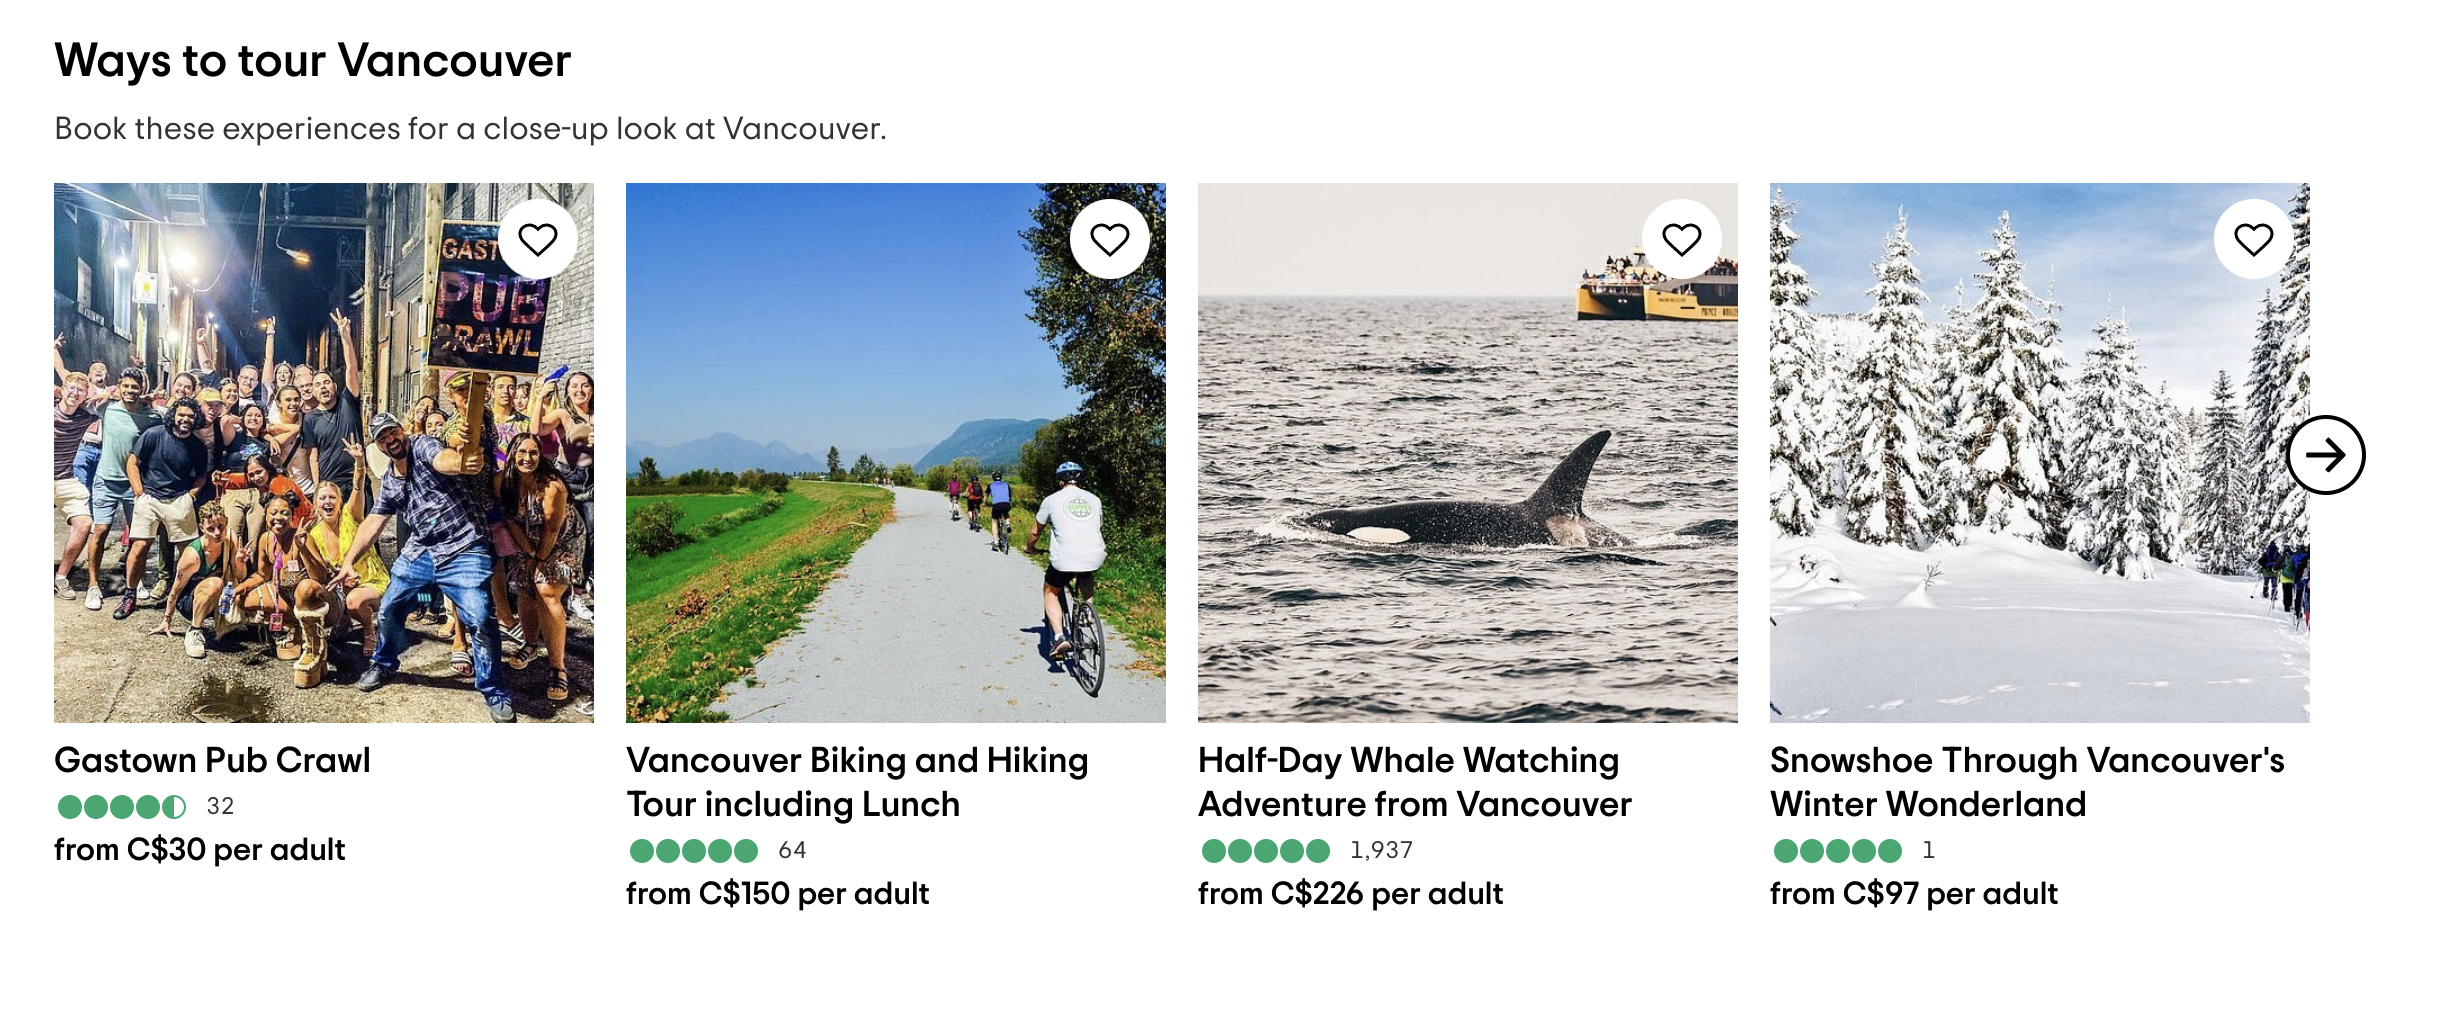 Ways to tour Vancouver
Book these experiences for a close-up look at Vancouver.
GAST
PUB
CRAWL
Gastown Pub Crawl
32
from C$30 per adult
Vancouver Biking and Hiking
Tour including Lunch
64
from C$150 per adult
Half-Day Whale Watching
Adventure from Vancouver
1,937
from C$226 per adult
Snowshoe Through Vancouver's
Winter Wonderland
1
from C$97 per adult